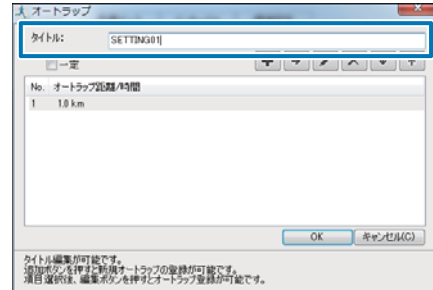 オートラップ
タイトル: SETTING01
一定
No. オートラップ距離/時間
1 1.0 km
OK キャンセル(C)
タイトル編集が可能です。
追加ボタンを押すと新規オートラップの登録が可能です。
項目選択後、編集ボタンを押すとオートラップ登録が可能です。